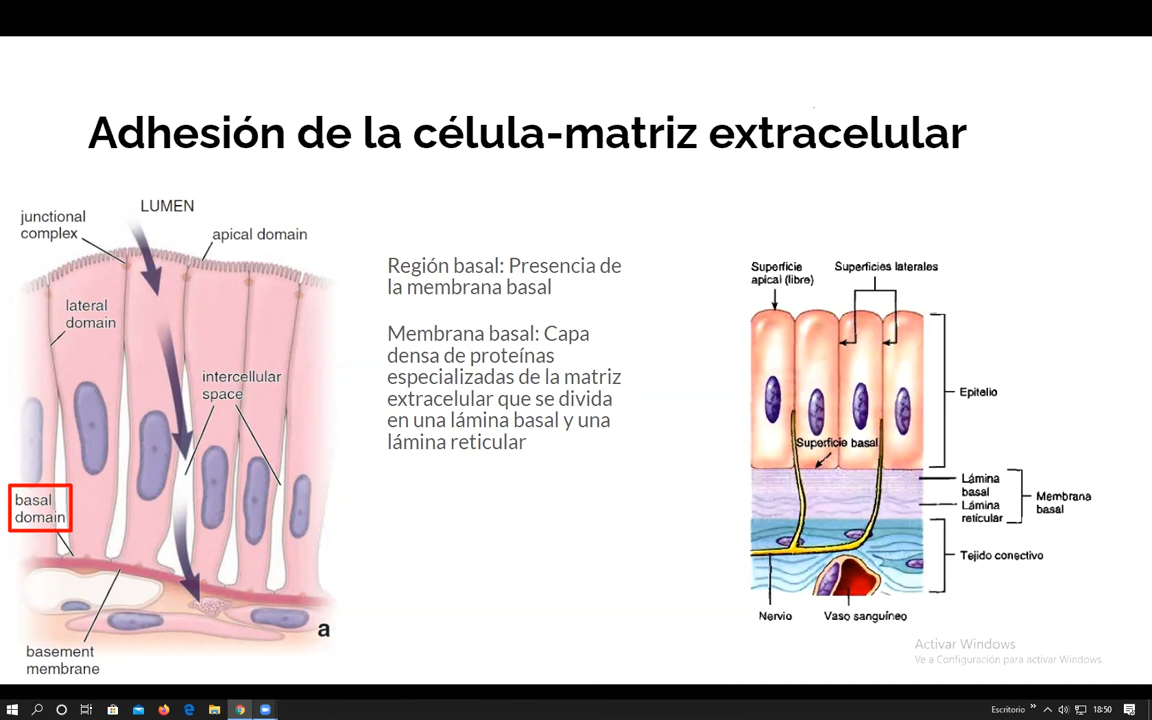 Adhesión de la célula-matriz extracelular
LUMEN
junctional
complex
apical domain
lateral
domain
intercellular
space
basal
domain
a
basement
membrane
Región basal: Presencia de
la membrana basal
Membrana basal: Capa
densa de proteínas
especializadas de la matriz
extracelular que se divida
en una lámina basal y una
lámina reticular
Superficie
apical (libre)
Superficies laterales
Epitelio
Superficie basal
Lámina
basal
Lámina
reticular
Membrana
basal
Tejido conectivo
Nervio
Vaso sanguíneo
Activar Windows
Ve a Configuración para activar Windows.
Escritorio
18:50